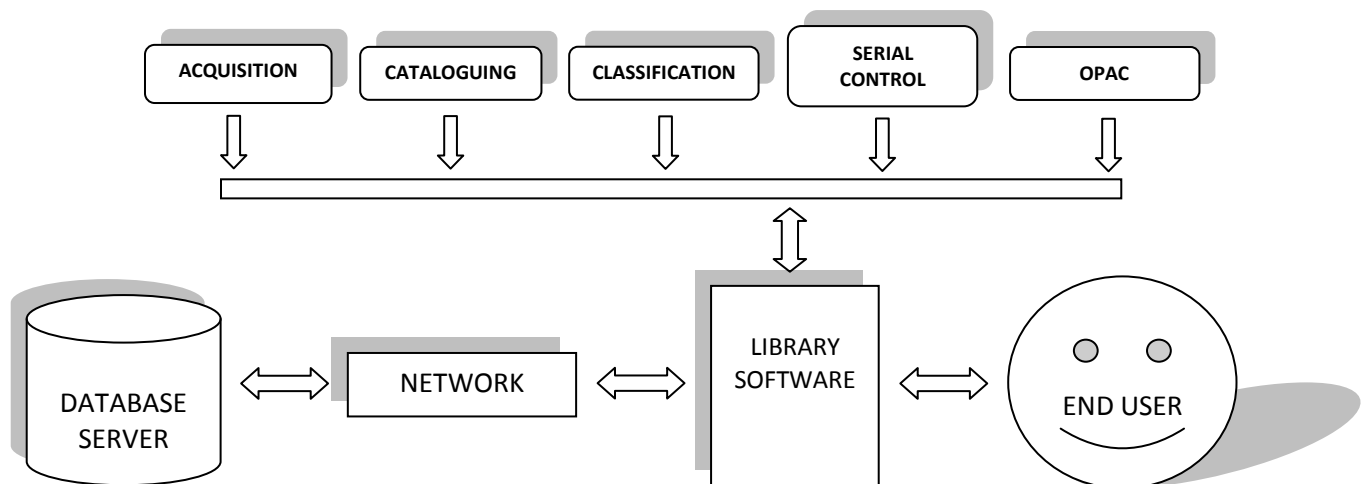 ACQUISITION
CATALOGUING
CLASSIFICATION
SERIAL
CONTROL
OPAC
DATABASE
SERVER
NETWORK
LIBRARY
SOFTWARE
END USER